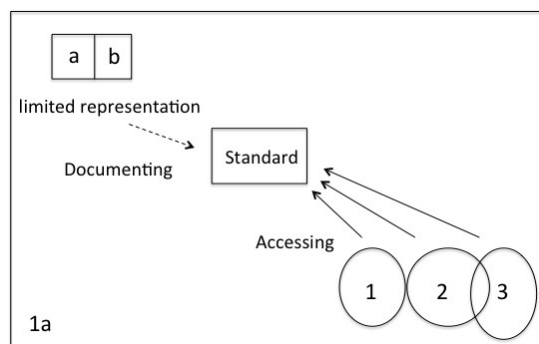 a b
limited representation
Standard
Documenting
Accessing
1 2 3
1a